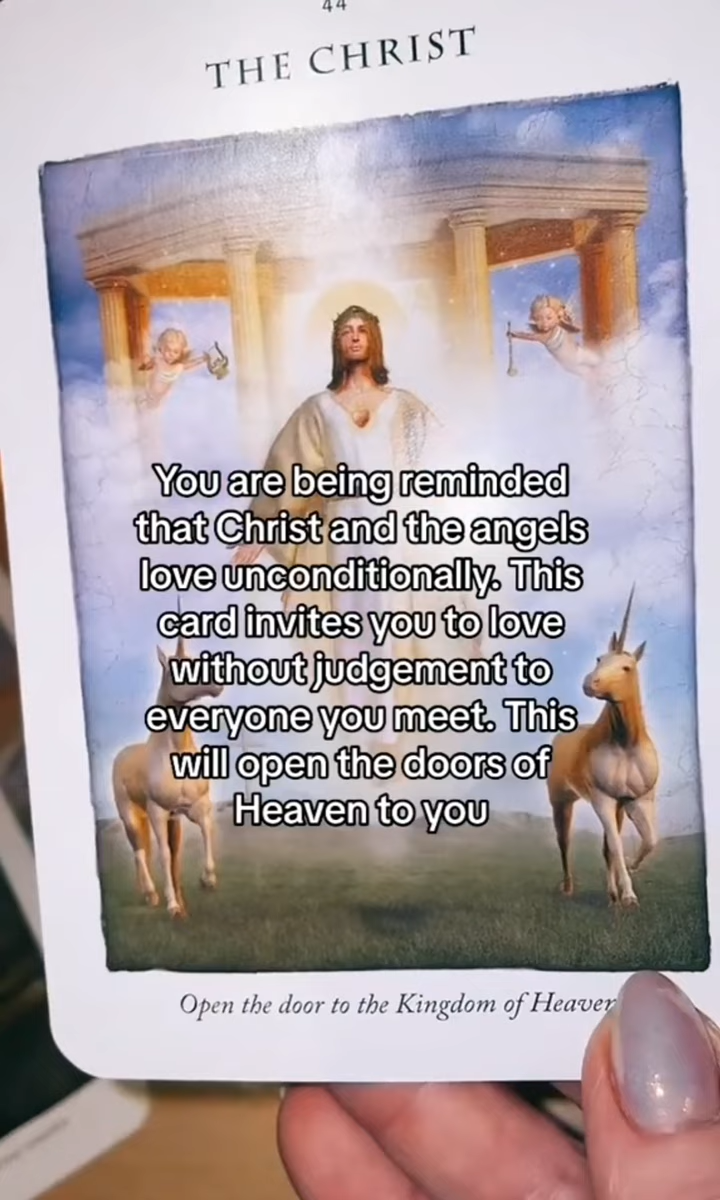 44
THE CHRIST
You are being reminded
that Christ and the angels
love unconditionally. This
card invites you to love
without judgement to
everyone you meet. This
will open the doors of
Heaven to you
Open the door to the Kingdom of Heaven